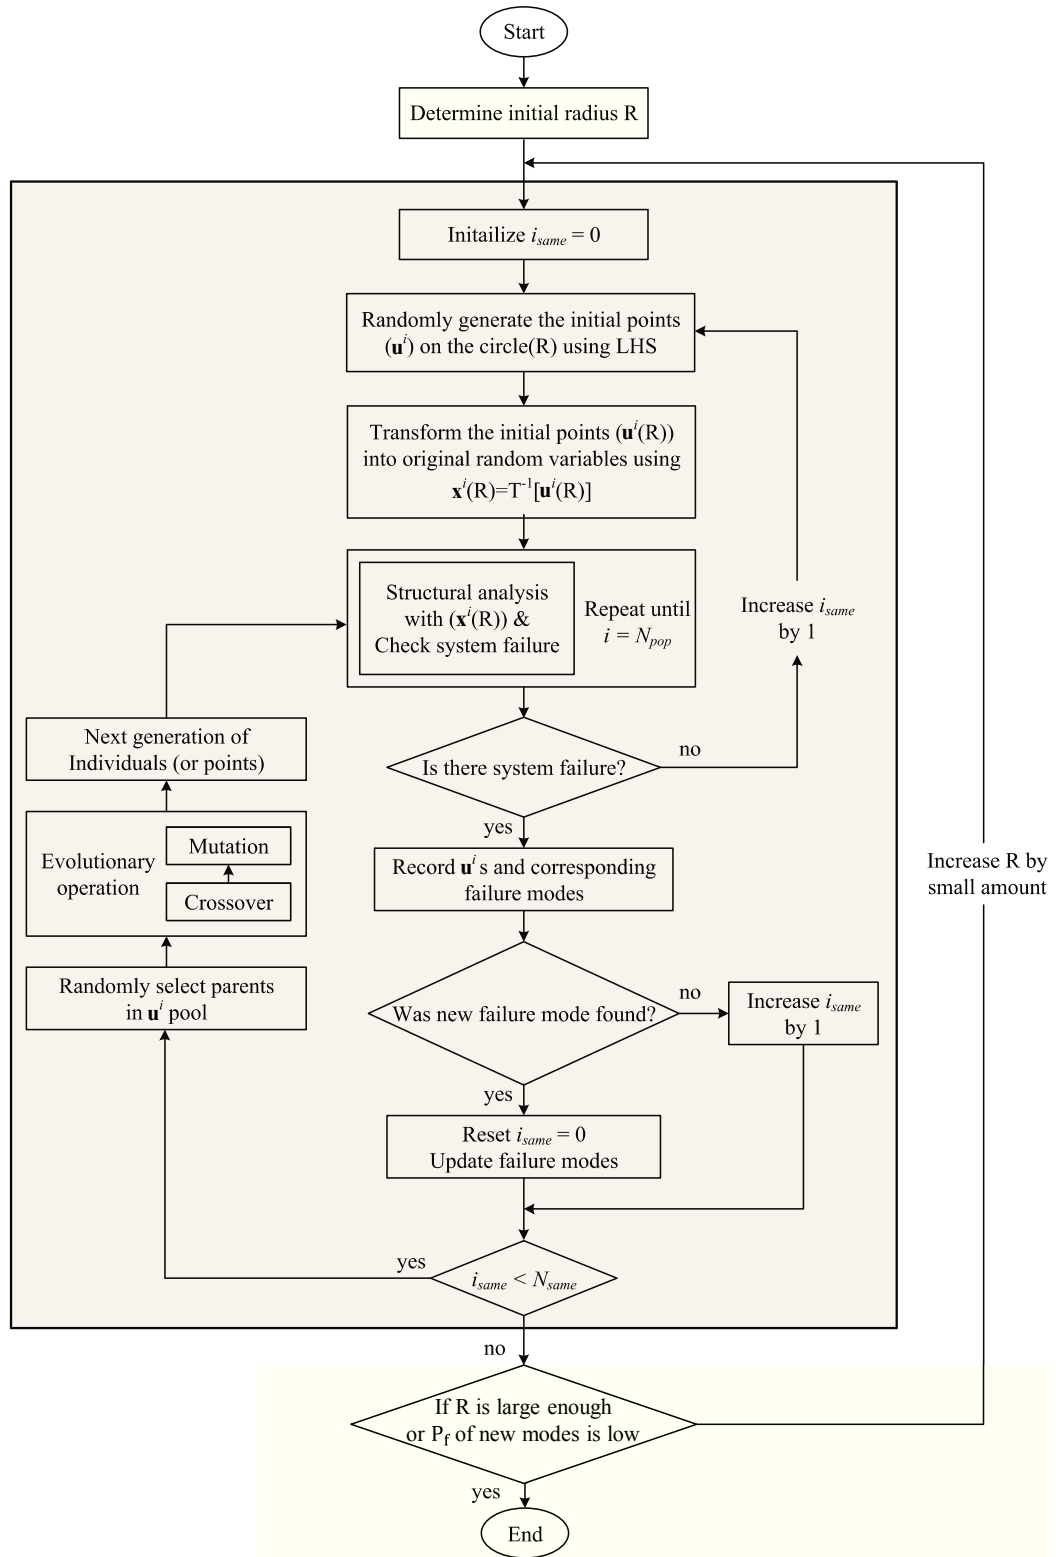 Start
Determine initial radius R
Initailize i_same = 0
Randomly generate the initial points
(u^i) on the circle(R) using LHS
Transform the initial points (u^i(R))
into original random variables using
x^i(R)=T^-1[u^i(R)]
Structural analysis
with (x^i(R)) &
Check system failure
Repeat until
i = N_pop
Increase i_same
by 1
Next generation of
Individuals (or points)
Is there system failure?
no
yes
Evolutionary
operation
Mutation
Crossover
Record u^i s and corresponding
failure modes
Increase R by
small amount
Randomly select parents
in u^i pool
Was new failure mode found?
no
Increase i_same
by 1
yes
Reset i_same = 0
Update failure modes
yes
i_same < N_same
no
If R is large enough
or P_f of new modes is low
yes
End